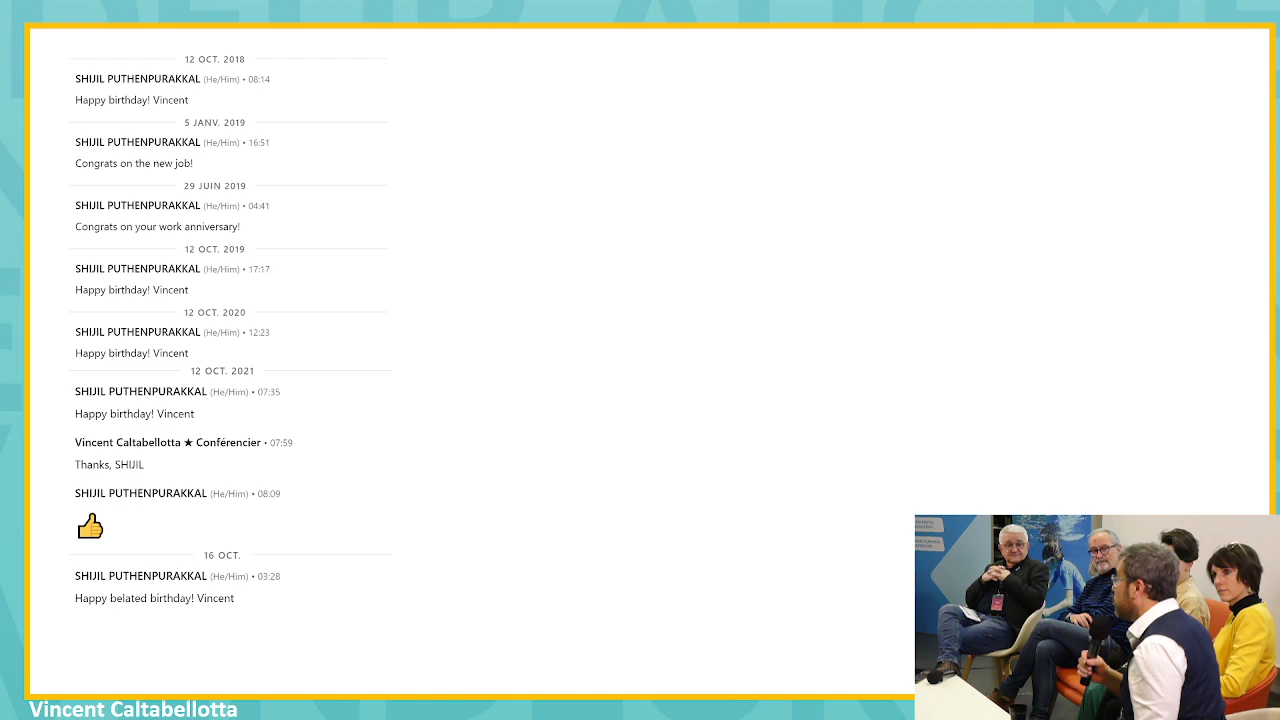 12 OCT. 2018
SHIJIL PUTHENPURAKKAL (He/Him) • 08:14
Happy birthday! Vincent
5 JANV. 2019
SHIJIL PUTHENPURAKKAL (He/Him) • 16:51
Congrats on the new job!
29 JUIN 2019
SHIJIL PUTHENPURAKKAL (He/Him) • 04:41
Congrats on your work anniversary!
12 OCT. 2019
SHIJIL PUTHENPURAKKAL (He/Him) • 17:17
Happy birthday! Vincent
12 OCT. 2020
SHIJIL PUTHENPURAKKAL (He/Him) • 12:23
Happy birthday! Vincent
12 OCT. 2021
SHIJIL PUTHENPURAKKAL (He/Him) • 07:35
Happy birthday! Vincent
Vincent Caltabellotta ★ Conférencier • 07:59
Thanks, SHIJIL
SHIJIL PUTHENPURAKKAL (He/Him) • 08:09
👍
16 OCT.
SHIJIL PUTHENPURAKKAL (He/Him) • 03:28
Happy belated birthday! Vincent
Vincent Caltabellotta